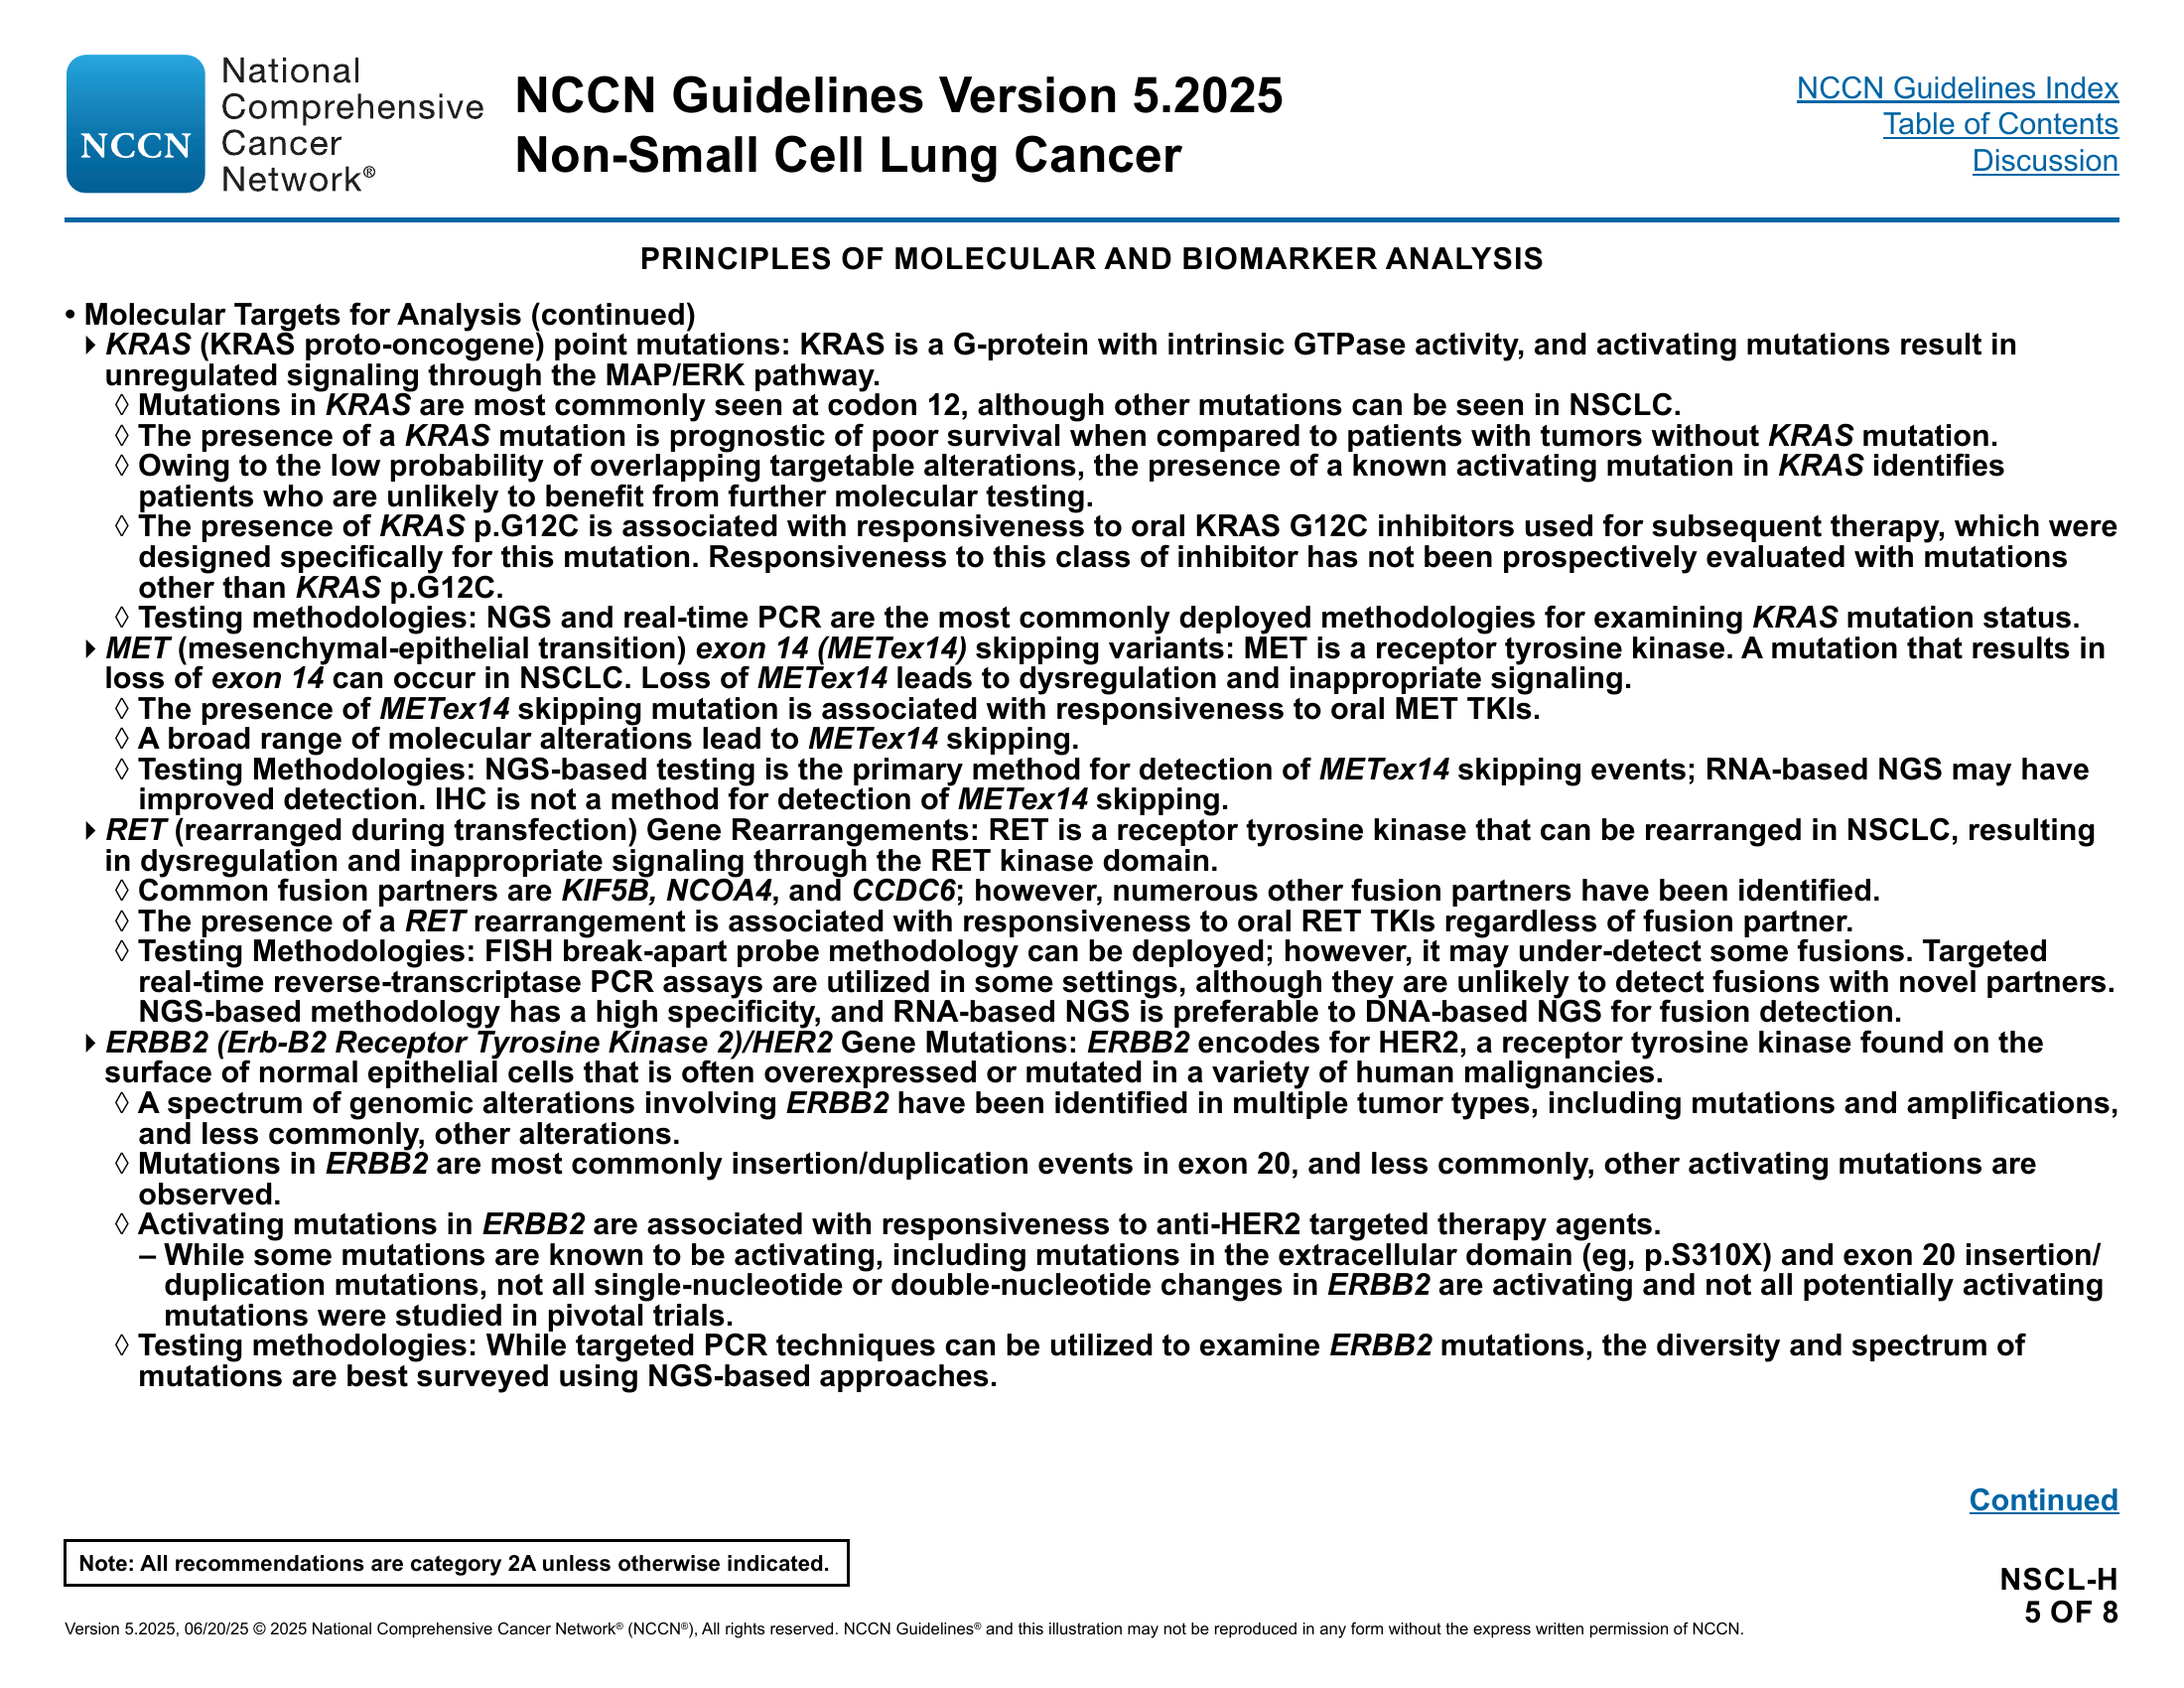 NCCN
National
Comprehensive
Cancer
Network®
NCCN Guidelines Version 5.2025
Non-Small Cell Lung Cancer
NCCN Guidelines Index
Table of Contents
Discussion
PRINCIPLES OF MOLECULAR AND BIOMARKER ANALYSIS
• Molecular Targets for Analysis (continued)
KRAS (KRAS proto-oncogene) point mutations: KRAS is a G-protein with intrinsic GTPase activity, and activating mutations result in
unregulated signaling through the MAP/ERK pathway.
◊ Mutations in KRAS are most commonly seen at codon 12, although other mutations can be seen in NSCLC.
◊ The presence of a KRAS mutation is prognostic of poor survival when compared to patients with tumors without KRAS mutation.
◊ Owing to the low probability of overlapping targetable alterations, the presence of a known activating mutation in KRAS identifies
patients who are unlikely to benefit from further molecular testing.
◊ The presence of KRAS p.G12C is associated with responsiveness to oral KRAS G12C inhibitors used for subsequent therapy, which were
designed specifically for this mutation. Responsiveness to this class of inhibitor has not been prospectively evaluated with mutations
other than KRAS p.G12C.
◊ Testing methodologies: NGS and real-time PCR are the most commonly deployed methodologies for examining KRAS mutation status.
MET (mesenchymal-epithelial transition) exon 14 (METex14) skipping variants: MET is a receptor tyrosine kinase. A mutation that results in
loss of exon 14 can occur in NSCLC. Loss of METex14 leads to dysregulation and inappropriate signaling.
◊ The presence of METex14 skipping mutation is associated with responsiveness to oral MET TKIs.
◊ A broad range of molecular alterations lead to METex14 skipping.
◊ Testing Methodologies: NGS-based testing is the primary method for detection of METex14 skipping events; RNA-based NGS may have
improved detection. IHC is not a method for detection of METex14 skipping.
RET (rearranged during transfection) Gene Rearrangements: RET is a receptor tyrosine kinase that can be rearranged in NSCLC, resulting
in dysregulation and inappropriate signaling through the RET kinase domain.
◊ Common fusion partners are KIF5B, NCOA4, and CCDC6; however, numerous other fusion partners have been identified.
◊ The presence of a RET rearrangement is associated with responsiveness to oral RET TKIs regardless of fusion partner.
◊ Testing Methodologies: FISH break-apart probe methodology can be deployed; however, it may under-detect some fusions. Targeted
real-time reverse-transcriptase PCR assays are utilized in some settings, although they are unlikely to detect fusions with novel partners.
NGS-based methodology has a high specificity, and RNA-based NGS is preferable to DNA-based NGS for fusion detection.
ERBB2 (Erb-B2 Receptor Tyrosine Kinase 2)/HER2 Gene Mutations: ERBB2 encodes for HER2, a receptor tyrosine kinase found on the
surface of normal epithelial cells that is often overexpressed or mutated in a variety of human malignancies.
◊ A spectrum of genomic alterations involving ERBB2 have been identified in multiple tumor types, including mutations and amplifications,
and less commonly, other alterations.
◊ Mutations in ERBB2 are most commonly insertion/duplication events in exon 20, and less commonly, other activating mutations are
observed.
◊ Activating mutations in ERBB2 are associated with responsiveness to anti-HER2 targeted therapy agents.
– While some mutations are known to be activating, including mutations in the extracellular domain (eg, p.S310X) and exon 20 insertion/
duplication mutations, not all single-nucleotide or double-nucleotide changes in ERBB2 are activating and not all potentially activating
mutations were studied in pivotal trials.
◊ Testing methodologies: While targeted PCR techniques can be utilized to examine ERBB2 mutations, the diversity and spectrum of
mutations are best surveyed using NGS-based approaches.
Continued
Note: All recommendations are category 2A unless otherwise indicated.
NSCL-H
5 OF 8
Version 5.2025, 06/20/25 © 2025 National Comprehensive Cancer Network® (NCCN®), All rights reserved. NCCN Guidelines® and this illustration may not be reproduced in any form without the express written permission of NCCN.